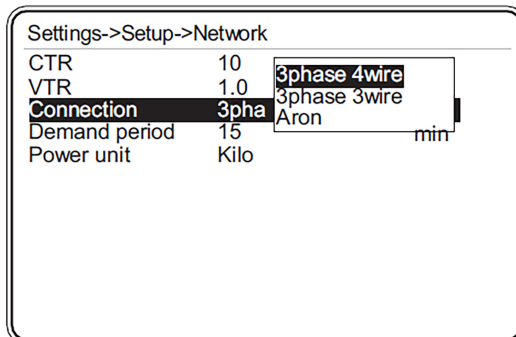 Settings->Setup->Network
CTR 10
VTR 1.0
Connection 3pha
Demand period 15 min
Power unit Kilo
3phase 4wire
3phase 3wire
Aron